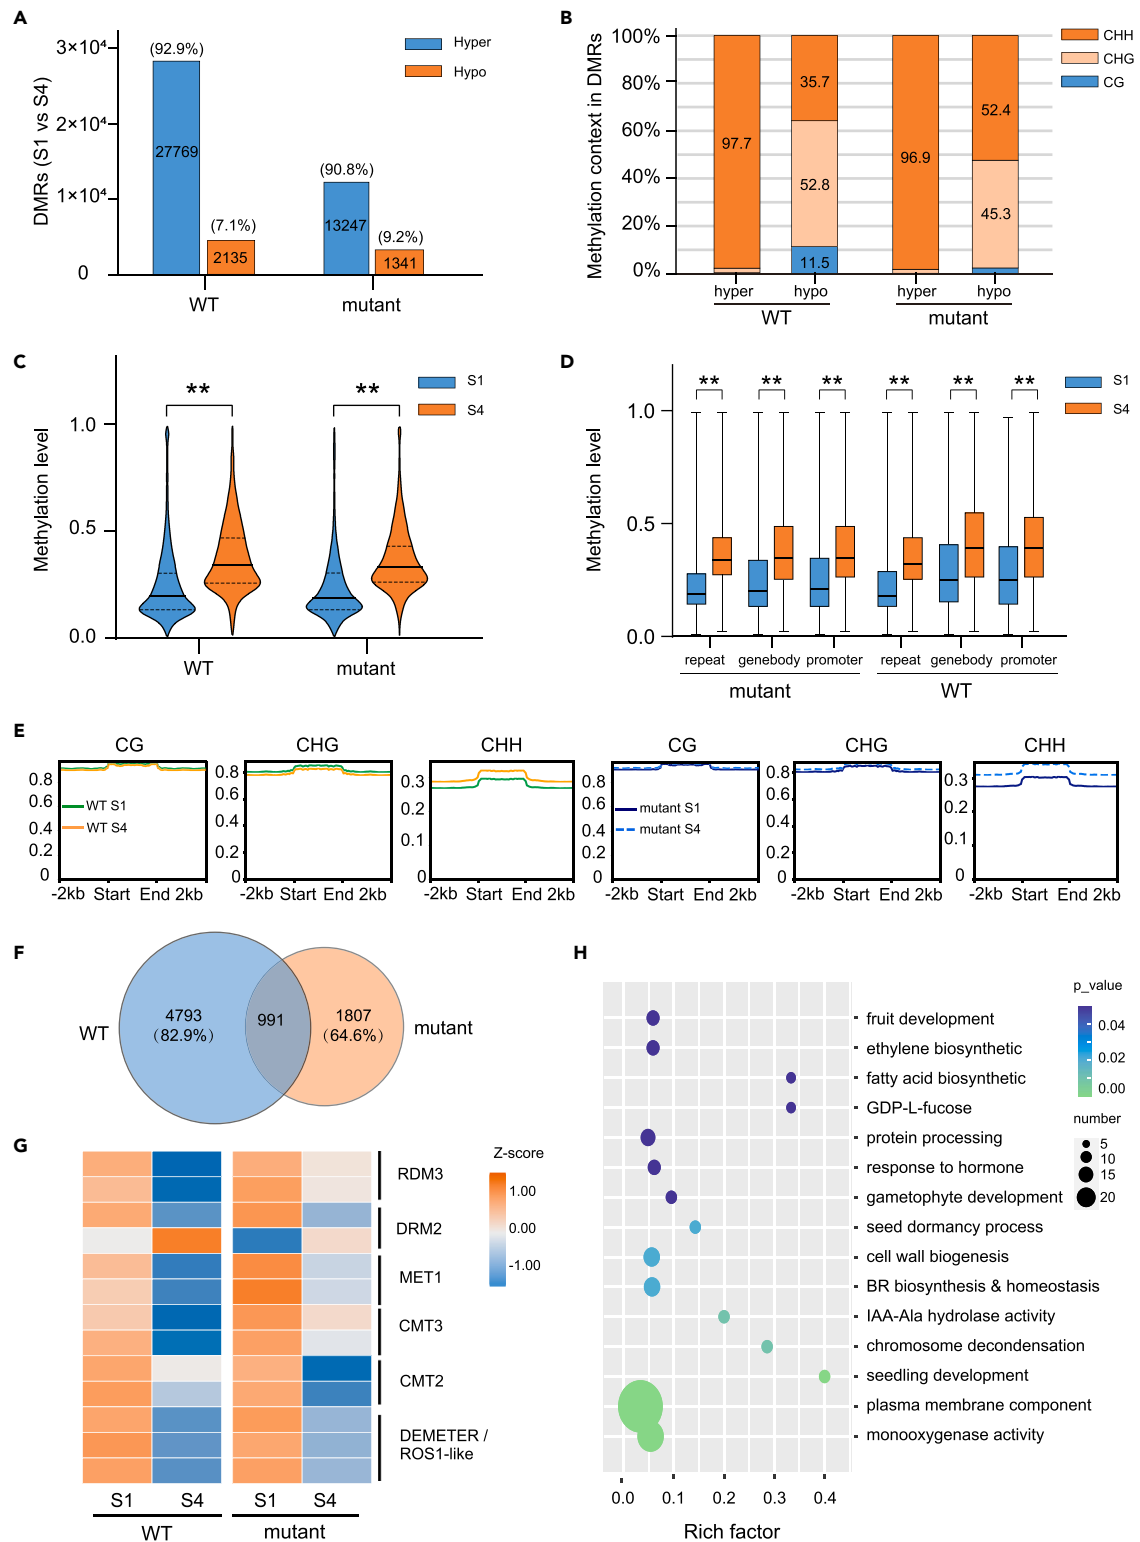 A
DMRs (S1 vs S4)
3×10⁴
2×10⁴
1×10⁴
0
(92.9%)
27769
(7.1%)
2135
(90.8%)
13247
(9.2%)
1341
Hyper
Hypo
WT
mutant
B
Methylation context in DMRs
100%
80%
60%
40%
20%
0%
97.7
35.7
52.8
11.5
96.9
52.4
45.3
CHH
CHG
CG
hyper
hypo
hyper
hypo
WT
mutant
C
Methylation level
1.0
0.5
0.0
**
**
S1
S4
WT
mutant
D
Methylation level
1.0
0.5
0.0
**
**
**
**
**
**
S1
S4
repeat
genebody
promoter
repeat
genebody
promoter
mutant
WT
E
CG
0.8
0.6
0.4
0.2
0
WT S1
WT S4
-2kb
Start
End
2kb
CHG
0.8
0.6
0.4
0.2
0
-2kb
Start
End
2kb
CHH
0.3
0.2
0.1
0
-2kb
Start
End
2kb
CG
0.8
0.6
0.4
0.2
0
mutant S1
mutant S4
-2kb
Start
End
2kb
CHG
0.8
0.6
0.4
0.2
0
-2kb
Start
End
2kb
CHH
0.3
0.2
0.1
0
-2kb
Start
End
2kb
F
WT
4793
(82.9%)
991
1807
(64.6%)
mutant
G
RDM3
DRM2
MET1
CMT3
CMT2
DEMETER /
ROS1-like
Z-score
1.00
0.00
-1.00
S1
S4
S1
S4
WT
mutant
H
fruit development
ethylene biosynthetic
fatty acid biosynthetic
GDP-L-fucose
protein processing
response to hormone
gametophyte development
seed dormancy process
cell wall biogenesis
BR biosynthesis & homeostasis
IAA-Ala hydrolase activity
chromosome decondensation
seedling development
plasma membrane component
monooxygenase activity
0.0
0.1
0.2
0.3
0.4
Rich factor
p_value
0.04
0.02
0.00
number
5
10
15
20